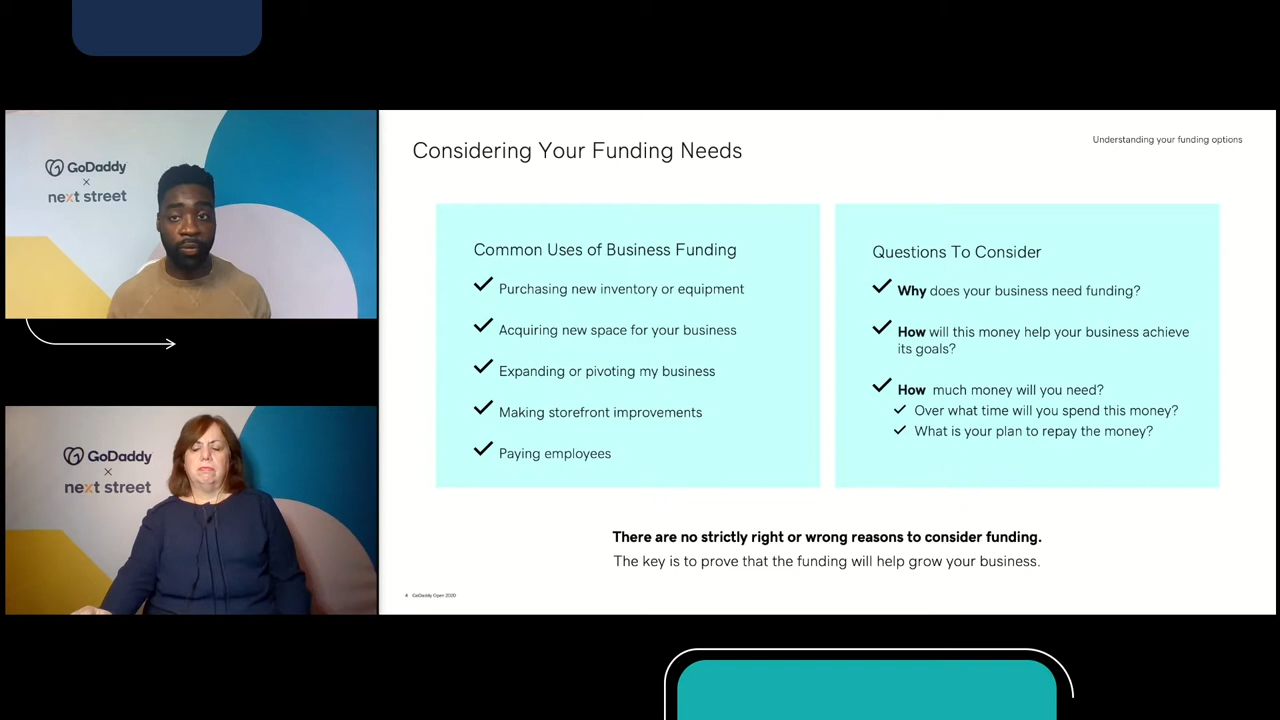 GoDaddy
×
next street
GoDaddy
×
next street
Considering Your Funding Needs
Understanding your funding options
Common Uses of Business Funding
Purchasing new inventory or equipment
Acquiring new space for your business
Expanding or pivoting my business
Making storefront improvements
Paying employees
Questions To Consider
Why does your business need funding?
How will this money help your business achieve
its goals?
How much money will you need?
Over what time will you spend this money?
What is your plan to repay the money?
There are no strictly right or wrong reasons to consider funding.
The key is to prove that the funding will help grow your business.
4 GoDaddy Open 2020